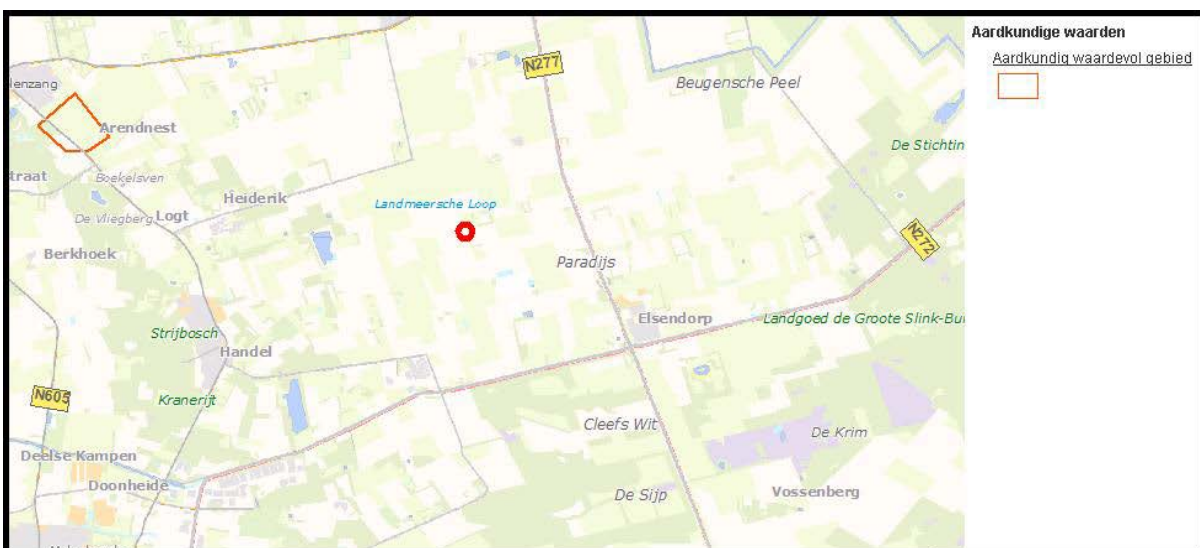 Aardkundige waarden
Aardkundig waardevol gebied
N277
Beugensche Peel
lenzang
Arendnest
De Stichtin
traat
Boekelsven
Heiderik
Landmeersche Loop
De Vliegberg
Logt
N272
Berkhoek
Paradijs
Elsendorp
Landgoed de Groote Slink-Bu
Strijbosch
Handel
N605
Kranerijt
Cleefs Wit
De Krim
Deelse Kampen
Doonheide
De Sijp
Vossenberg